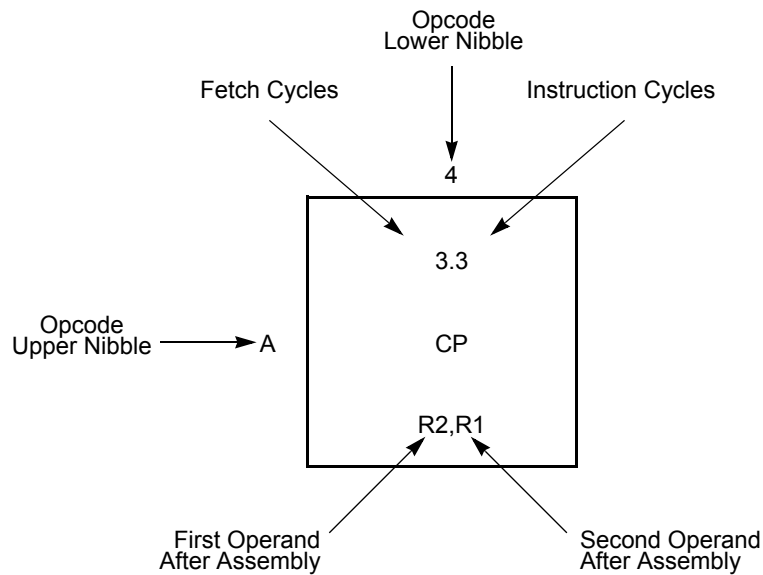 Opcode
Lower Nibble
Fetch Cycles
Instruction Cycles
4
3.3
Opcode
Upper Nibble
A
CP
R2,R1
First Operand
After Assembly
Second Operand
After Assembly